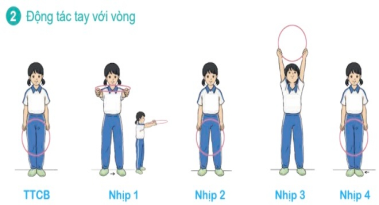 2 Động tác tay với vòng
TTCB Nhịp 1 Nhịp 2 Nhịp 3 Nhịp 4